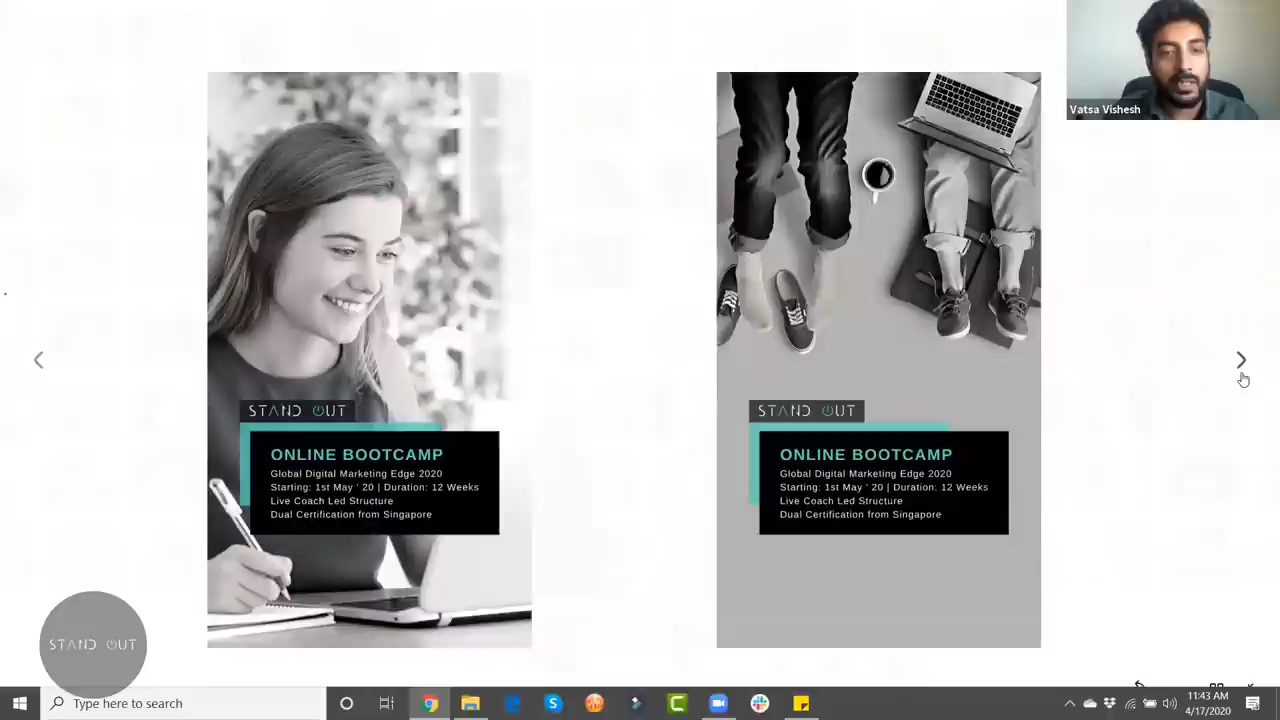 Vatsa Vishesh
STAND OUT
ONLINE BOOTCAMP
Global Digital Marketing Edge 2020
Starting: 1st May ' 20 | Duration: 12 Weeks
Live Coach Led Structure
Dual Certification from Singapore
STAND OUT
ONLINE BOOTCAMP
Global Digital Marketing Edge 2020
Starting: 1st May ' 20 | Duration: 12 Weeks
Live Coach Led Structure
Dual Certification from Singapore
STAND OUT
Type here to search
11:43 AM
4/17/2020